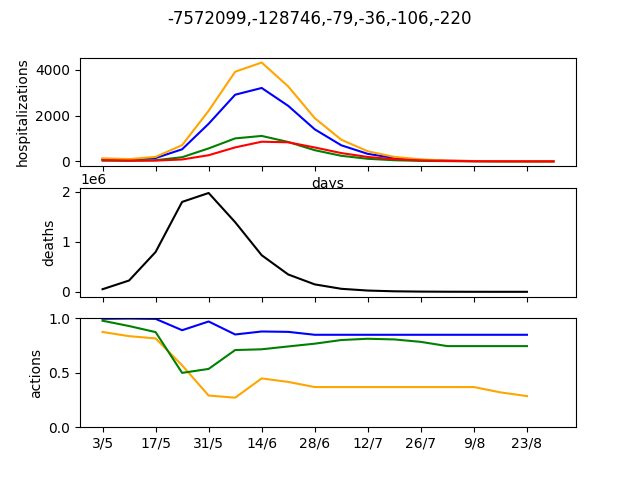 -7572099,-128746,-79,-36,-106,-220
4000
2000
0
hospitalizations
days
1e6
2
1
0
deaths
1.0
0.5
0.0
actions
3/5 17/5 31/5 14/6 28/6 12/7 26/7 9/8 23/8